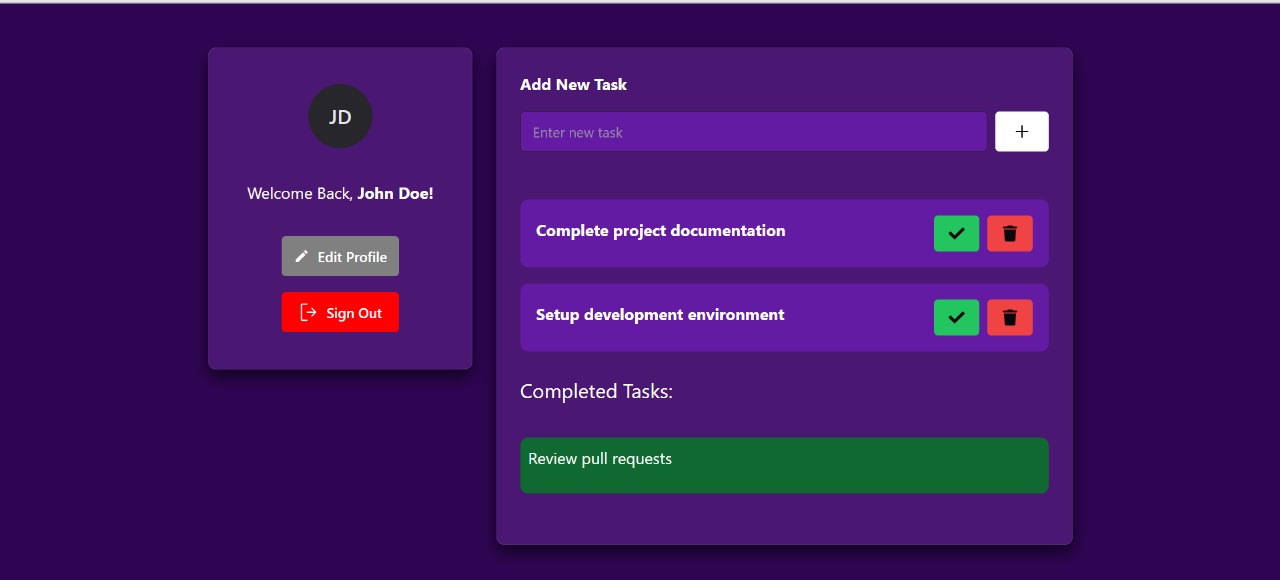 JD
Welcome Back, John Doe!
Edit Profile
Sign Out
Add New Task
Enter new task
Complete project documentation
Setup development environment
Completed Tasks:
Review pull requests